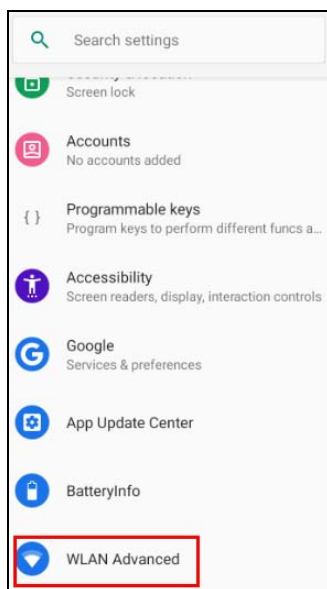 Search settings
Screen lock
Accounts
No accounts added
{ } Programmable keys
Program keys to perform different funcs a...
Accessibility
Screen readers, display, interaction controls
Google
Services & preferences
App Update Center
BatteryInfo
WLAN Advanced